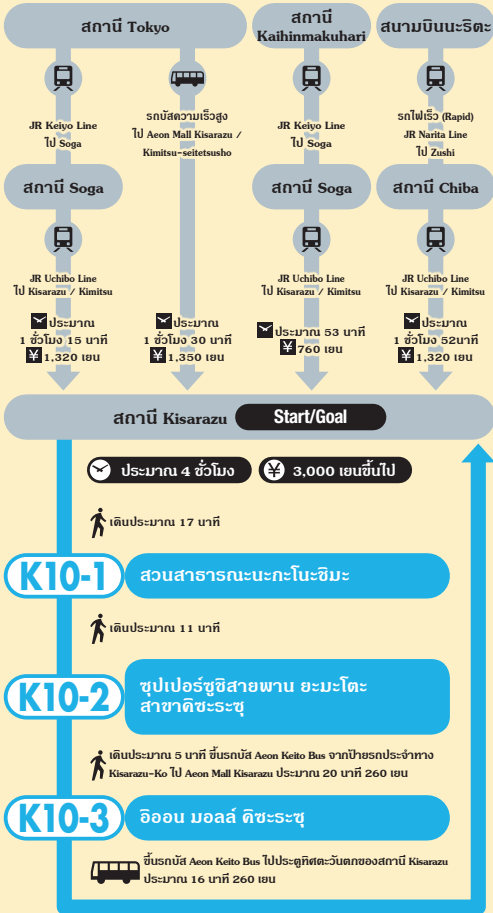 สถานี Tokyo
JR Keiyo Line
ไป Soga
สถานี Soga
JR Uchibo Line
ไป Kisarazu / Kimitsu
ประมาณ
1 ชั่วโมง 15 นาที
¥ 1,320 เยน
รถบัสความเร็วสูง
ไป Aeon Mall Kisarazu /
Kimitsu-seitetsusho
ประมาณ
1 ชั่วโมง 30 นาที
¥ 1,350 เยน
สถานี
Kaihinmakuhari
JR Keiyo Line
ไป Soga
สถานี Soga
JR Uchibo Line
ไป Kisarazu / Kimitsu
ประมาณ 53 นาที
¥ 760 เยน
สนามบินนะริตะ
รถไฟเร็ว (Rapid)
JR Narita Line
ไป Zushi
สถานี Chiba
JR Uchibo Line
ไป Kisarazu / Kimitsu
ประมาณ
1 ชั่วโมง 52นาที
¥ 1,320 เยน
สถานี Kisarazu Start/Goal
ประมาณ 4 ชั่วโมง ¥ 3,000 เยนขึ้นไป
เดินประมาณ 17 นาที
K10-1 สวนสาธารณะนะกะโนะชิมะ
เดินประมาณ 11 นาที
K10-2 ซุปเปอร์ซูชิสายพาน ยะมะโตะ
สาขาคิซะระซุ
เดินประมาณ 5 นาที ขึ้นรถบัส Aeon Keito Bus จากป้ายรถประจำทาง
Kisarazu-Ko ไป Aeon Mall Kisarazu ประมาณ 20 นาที 260 เยน
K10-3 อิออน มอลล์ คิซะระซุ
ขึ้นรถบัส Aeon Keito Bus ไปประตูทิศตะวันตกของสถานี Kisarazu
ประมาณ 16 นาที 260 เยน